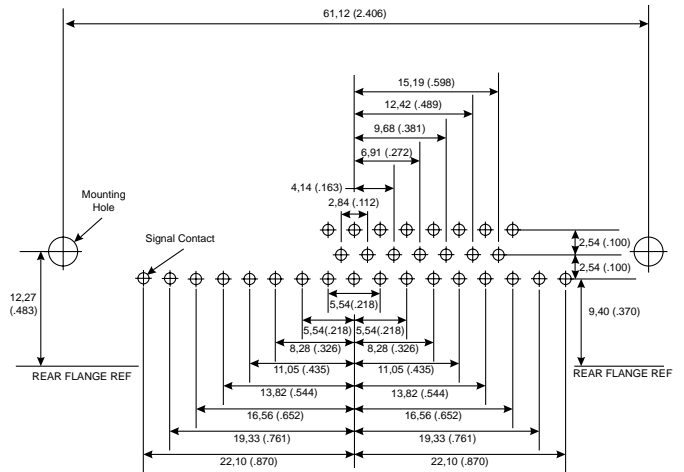 61,12 (2.406)
15,19 (.598)
12,42 (.489)
9,68 (.381)
6,91 (.272)
4,14 (.163)
2,84 (.112)
Mounting
Hole
Signal Contact
2,54 (.100)
2,54 (.100)
12,27
(.483)
9,40 (.370)
5,54(.218)
5,54(.218) 5,54(.218)
8,28 (.326) 8,28 (.326)
11,05 (.435) 11,05 (.435)
REAR FLANGE REF REAR FLANGE REF
13,82 (.544) 13,82 (.544)
16,56 (.652) 16,56 (.652)
19,33 (.761) 19,33 (.761)
22,10 (.870) 22,10 (.870)